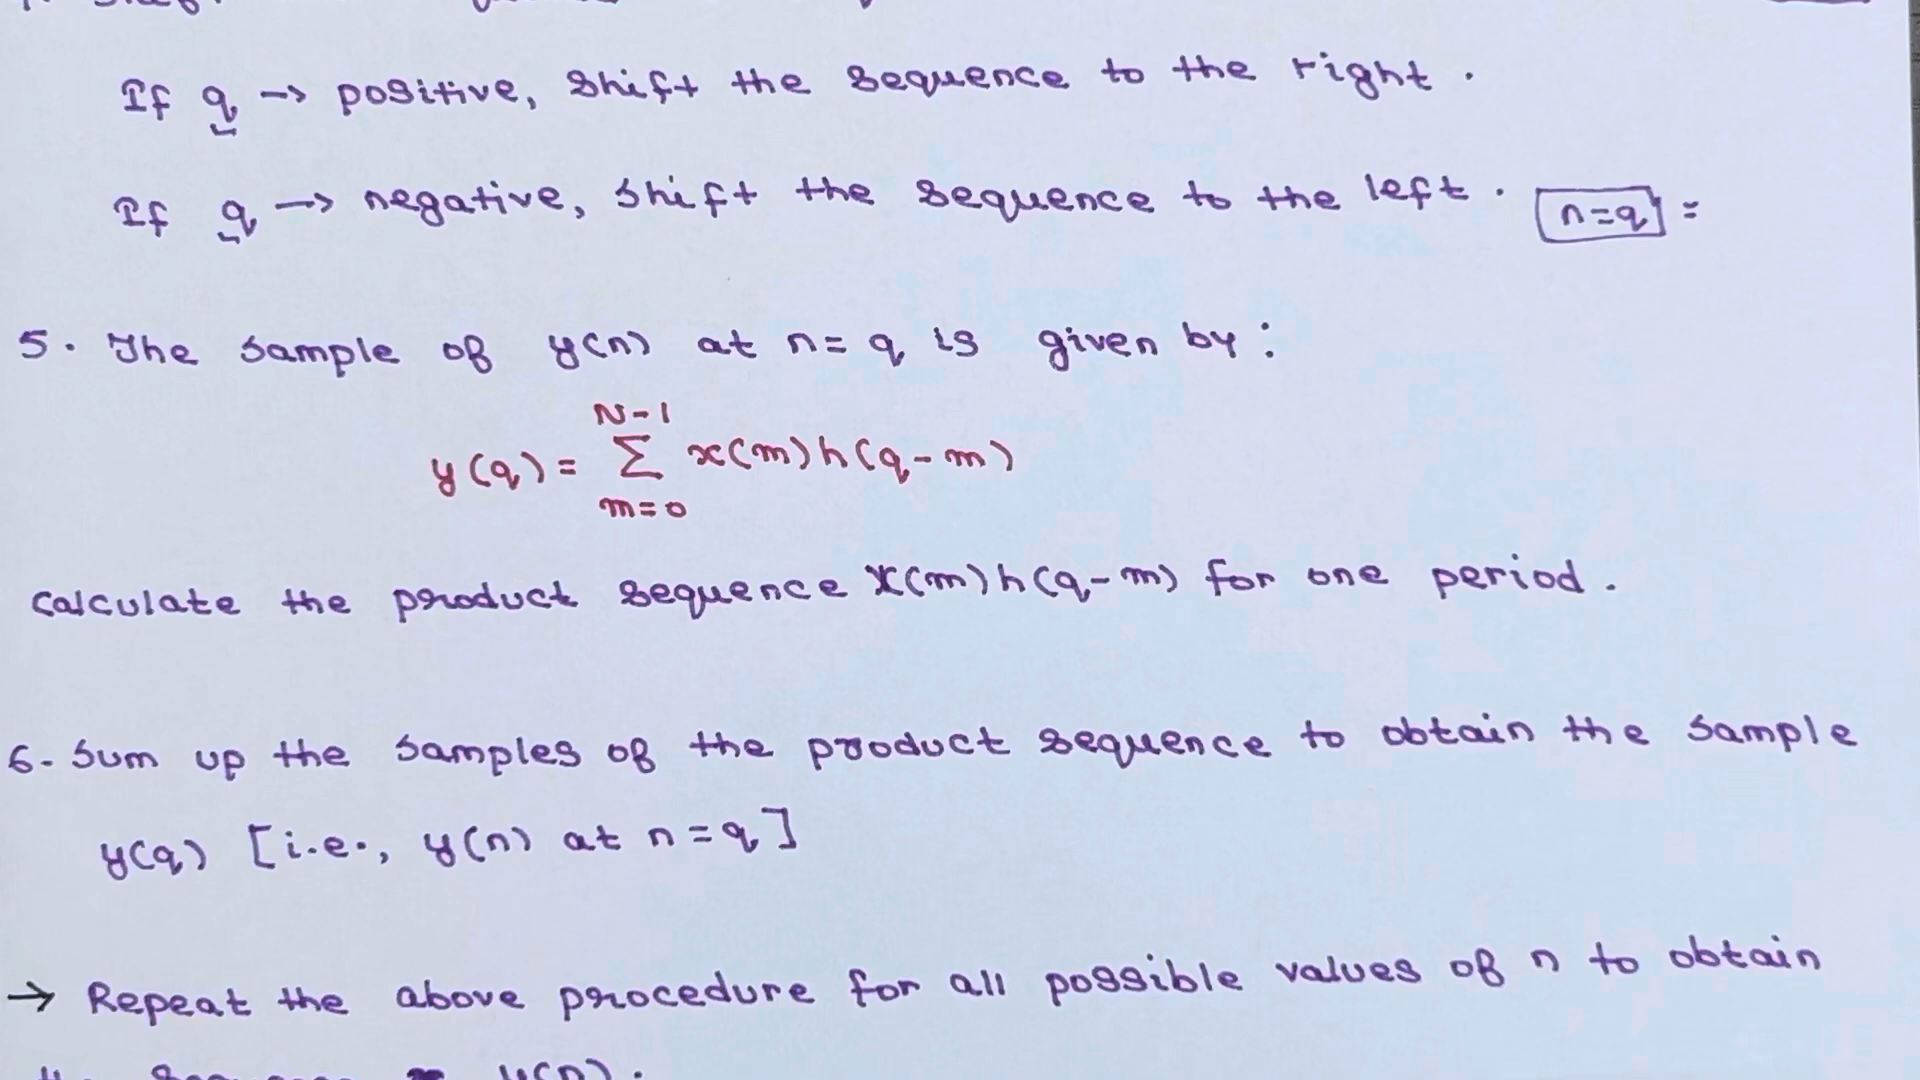 If q → positive, shift the sequence to the right.
If q → negative, shift the sequence to the left. n=q =
5. The sample of y(n) at n = q is given by:
N-1
y(q) = Σ x(m) h(q-m)
m=0
calculate the product sequence x(m) h(q-m) for one period.
6. Sum up the samples of the product sequence to obtain the sample
y(q) [i.e., y(n) at n = q]
→ Repeat the above procedure for all possible values of n to obtain
y(n).